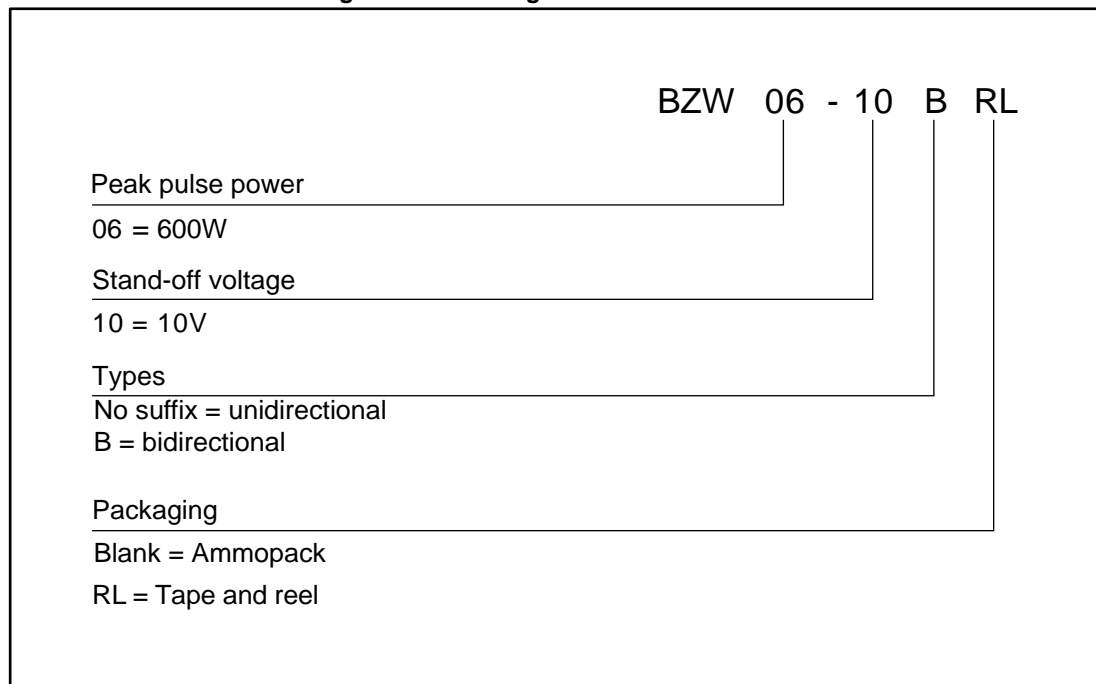 BZW 06 - 10 B RL
Peak pulse power
06 = 600W
Stand-off voltage
10 = 10V
Types
No suffix = unidirectional
B = bidirectional
Packaging
Blank = Ammopack
RL = Tape and reel